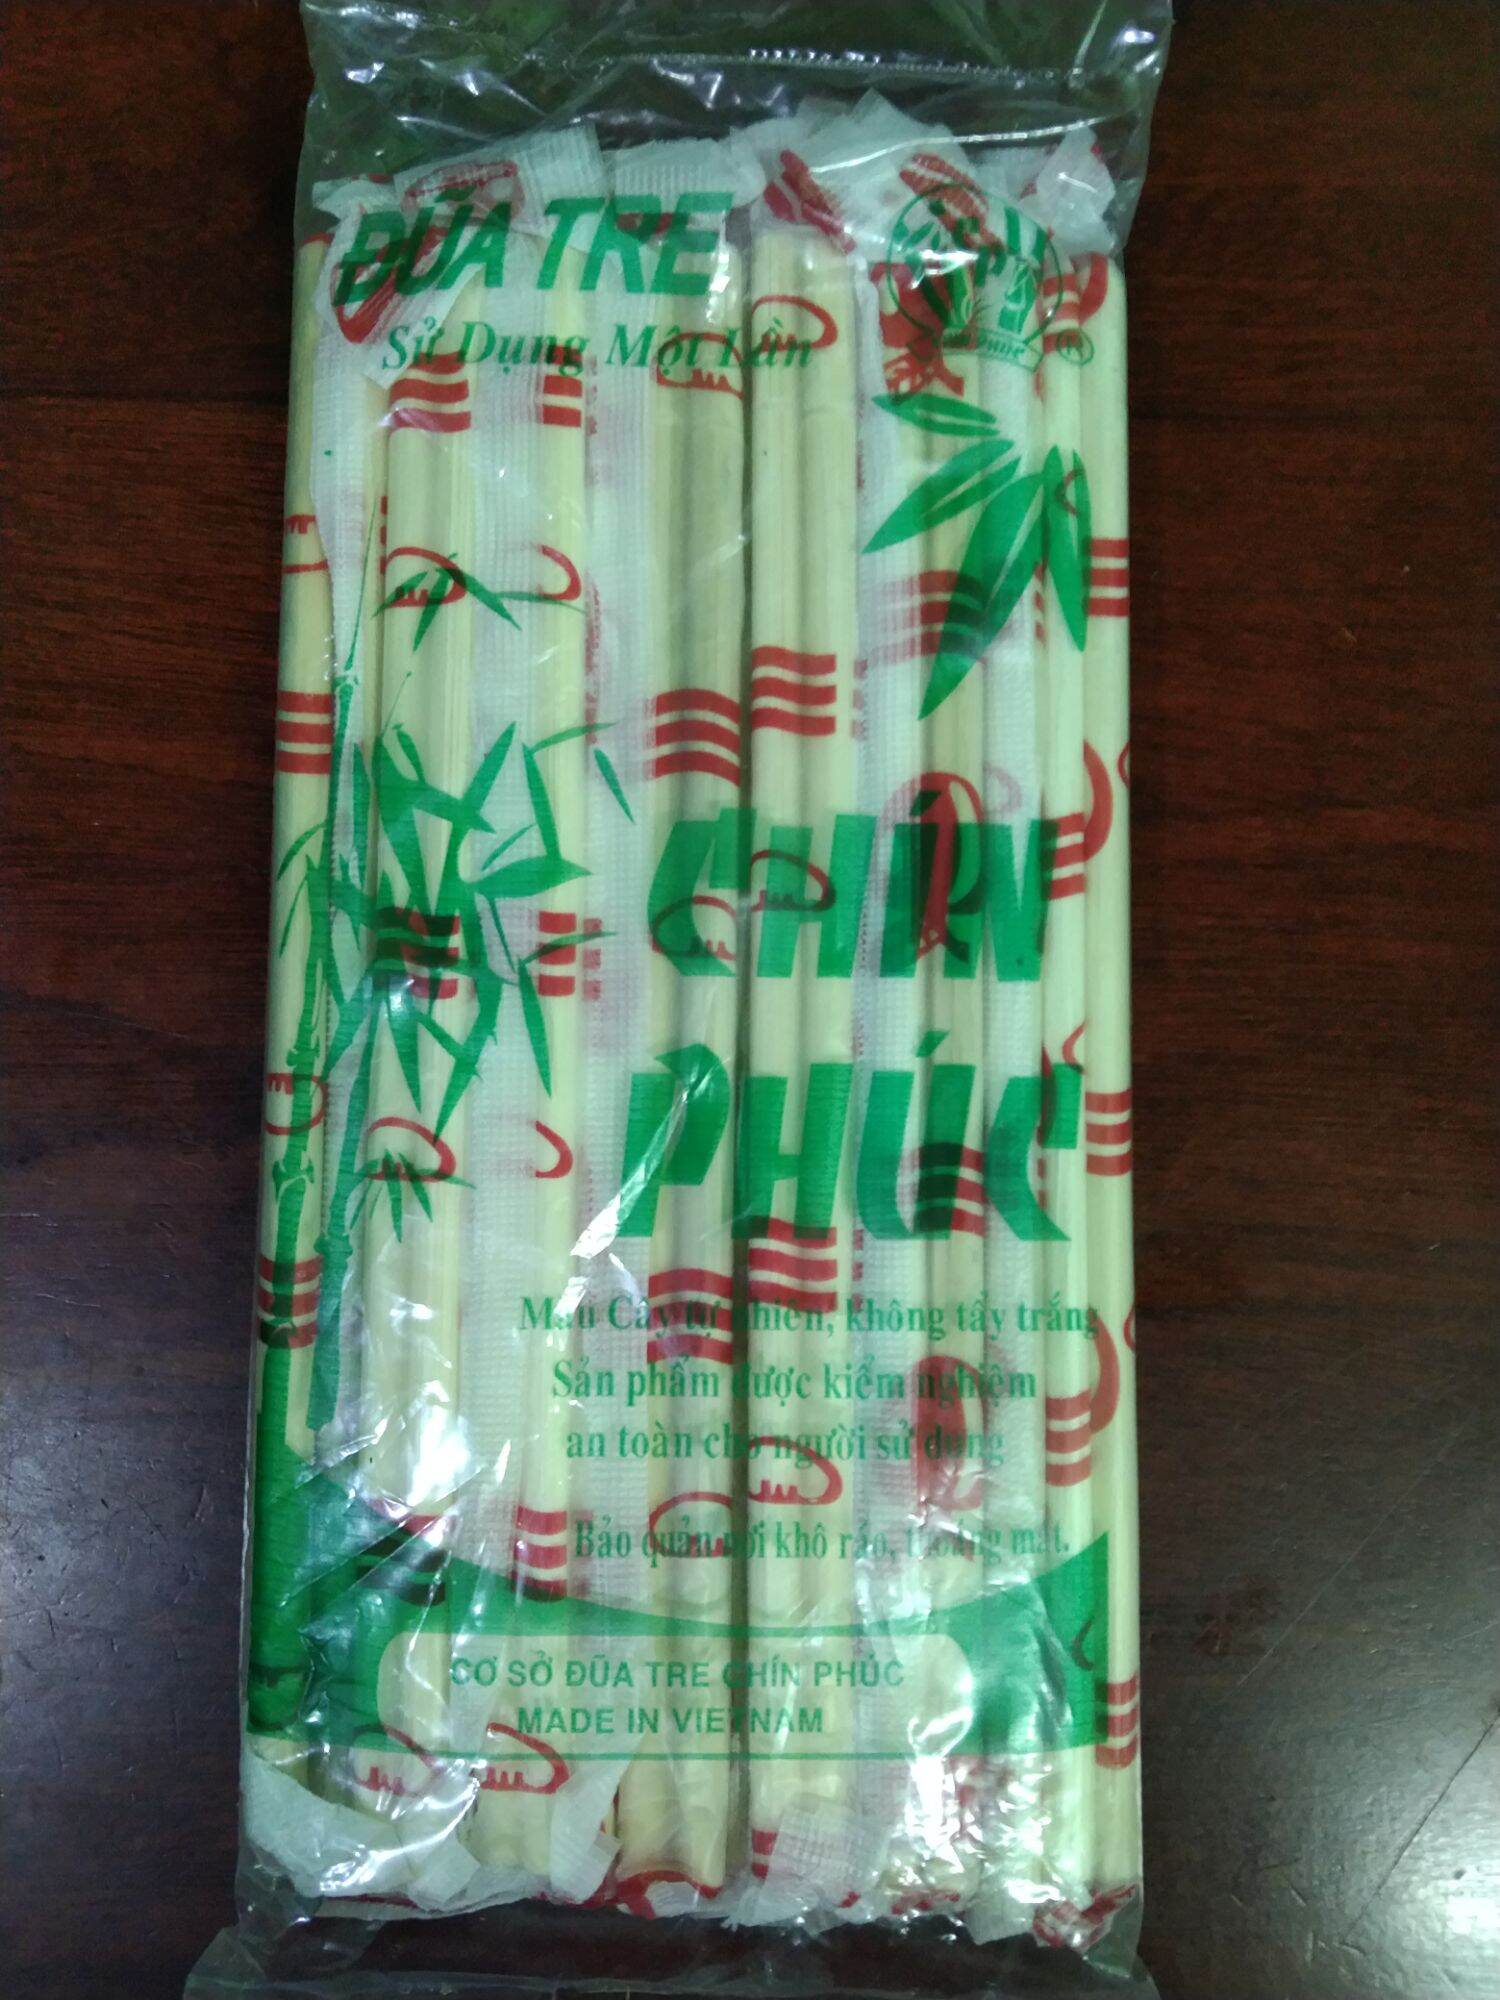 ĐŨA TRE
Sử Dụng Một Lần
PHÚC
®
CHÍN
PHÚC
Màu Cây tự nhiên, không tẩy trắng
Sản phẩm được kiểm nghiệm
an toàn cho người sử dụng
Bảo quản nơi khô ráo, thoáng mát.
CƠ SỞ ĐŨA TRE CHÍN PHÚC
MADE IN VIETNAM